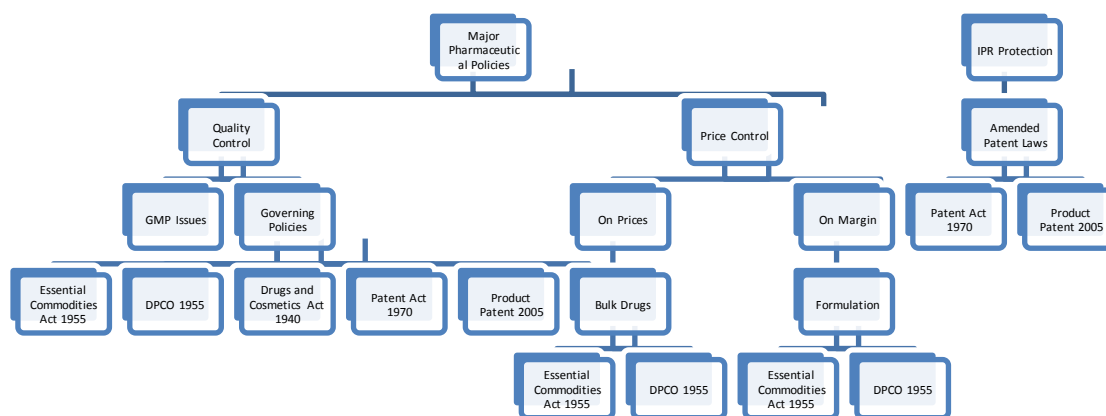 Major
Pharmaceutic
al Policies
IPR Protection
Quality
Control
Price Control
Amended
Patent Laws
GMP Issues
Governing
Policies
On Prices
On Margin
Patent Act
1970
Product
Patent 2005
Essential
Commodities
Act 1955
DPCO 1955
Drugs and
Cosmetics Act
1940
Patent Act
1970
Product
Patent 2005
Bulk Drugs
Formulation
Essential
Commodities
Act 1955
DPCO 1955
Essential
Commodities
Act 1955
DPCO 1955